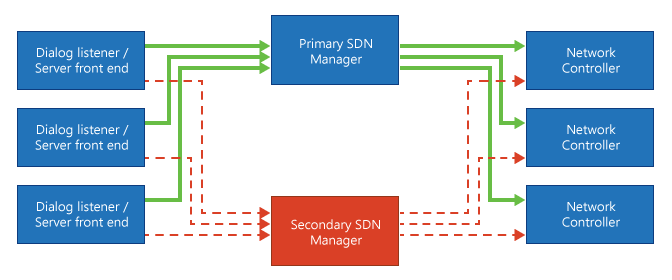 Dialog listener /
Server front end
Primary SDN
Manager
Network
Controller
Dialog listener /
Server front end
Network
Controller
Dialog listener /
Server front end
Secondary SDN
Manager
Network
Controller